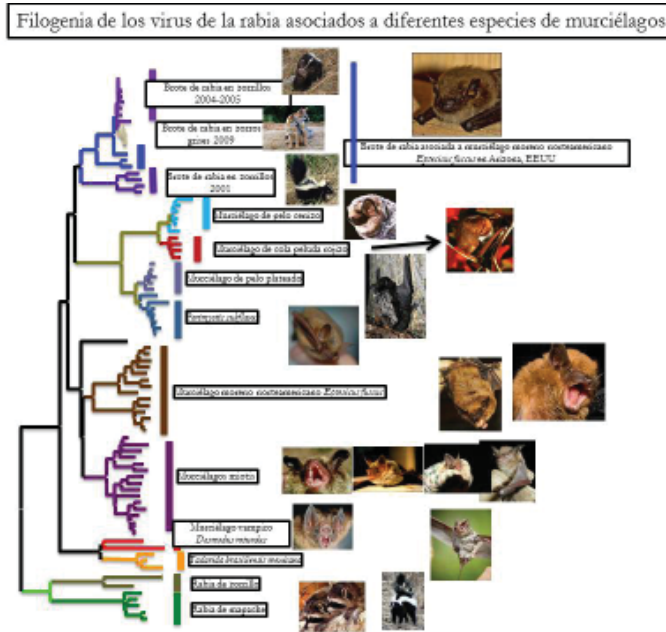 Filogenia de los virus de la rabia asociados a diferentes especies de murciélagos
Brote de rabia en zorrillos
2004-2005
Brote de rabia en zorros
grises 2009
Brote de rabia asociada a murciélago moreno norteamericano
Eptesicus fuscus en Arizona, EEUU
Brote de rabia en zorrillos
2001
Murciélago de pelo cenizo
Murciélago de cola peluda rojizo
Murciélago de pelo plateado
Perimyotis subflavus
Murciélago moreno norteamericano Eptesicus fuscus
Murciélagos miotis
Murciélago vampiro
Desmodus rotundus
Tadarida brasiliensis mexicana
Rabia de zorrillo
Rabia de mapache